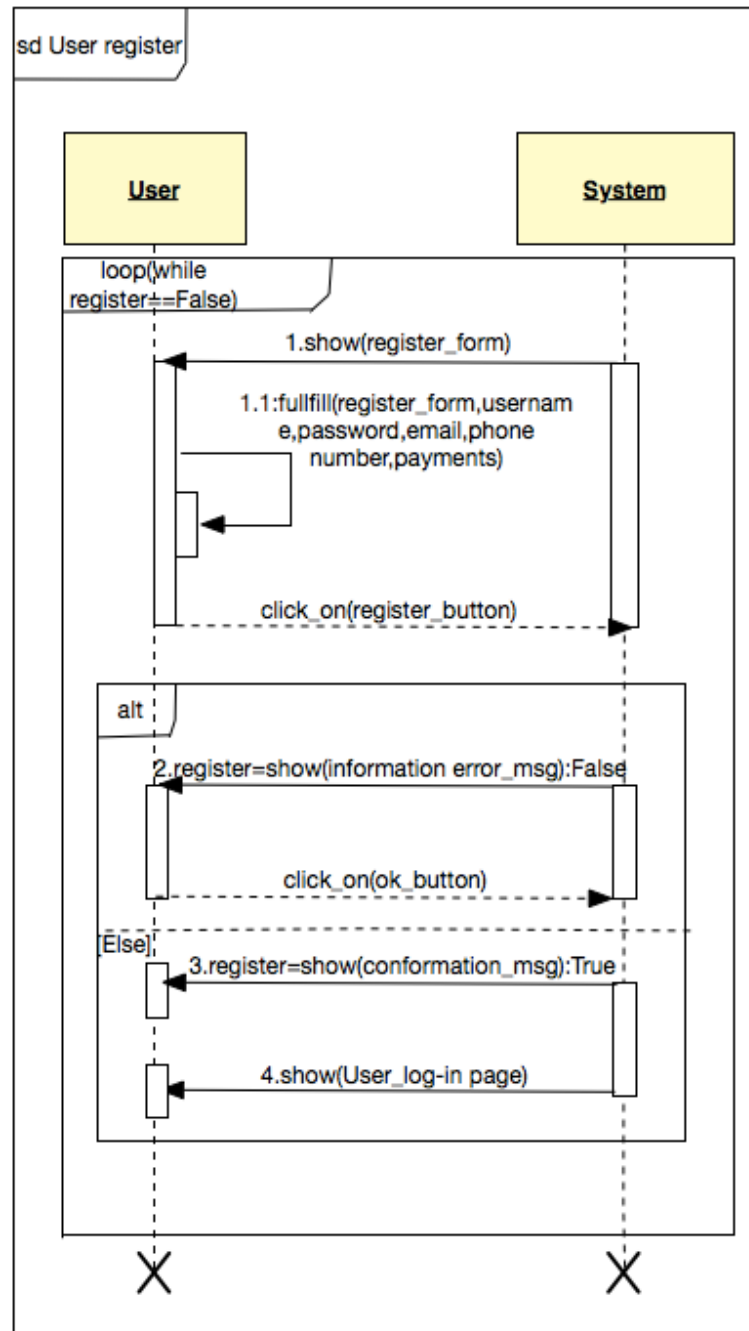 sd User register
User
System
loop(while
register==False)
1.show(register_form)
1.1:fullfill(register_form,usernam
e,password,email,phone
number,payments)
click_on(register_button)
alt
2.register=show(information error_msg):False
click_on(ok_button)
[Else]
3.register=show(conformation_msg):True
4.show(User_log-in page)